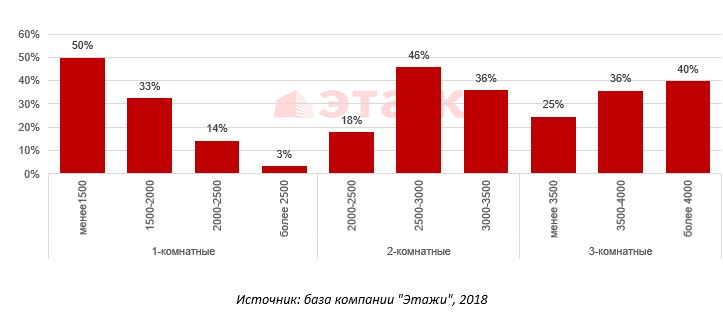 60%
50%
40%
30%
20%
10%
0%
50%
33%
14%
3%
18%
46%
36%
25%
36%
40%
этажи
менее1500
1500-2000
2000-2500
более 2500
2000-2500
2500-3000
3000-3500
менее 3500
3500-4000
более 4000
1-комнатные
2-комнатные
3-комнатные
Источник: база компании "Этажи", 2018